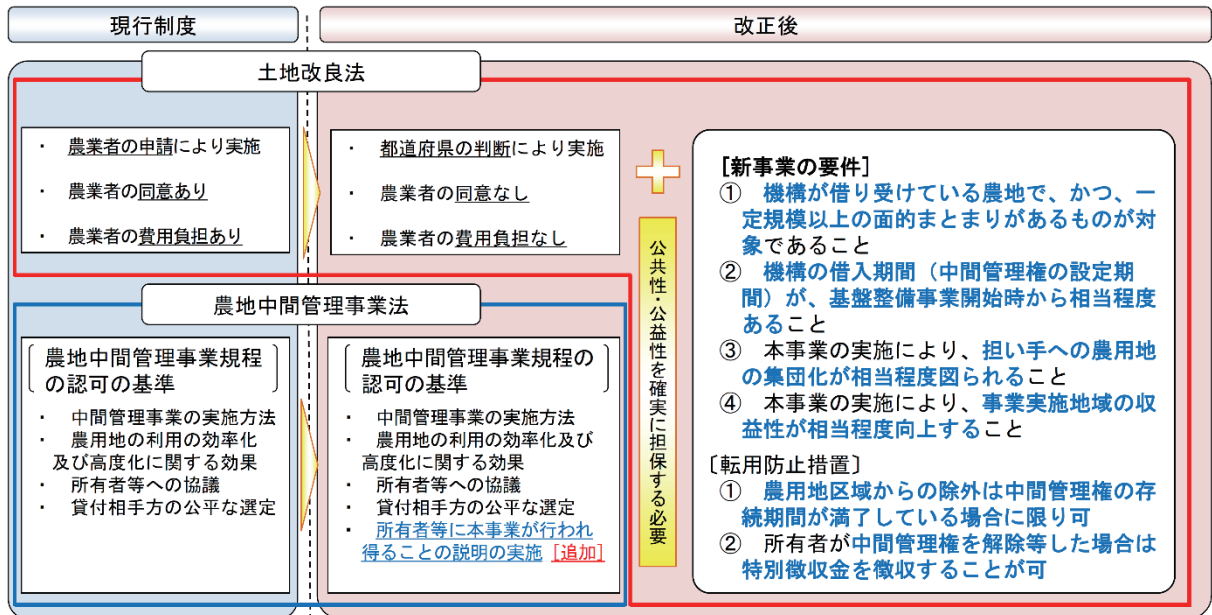 現行制度
改正後
土地改良法
・ 農業者の申請により実施
・ 農業者の同意あり
・ 農業者の費用負担あり
・ 都道府県の判断により実施
・ 農業者の同意なし
・ 農業者の費用負担なし
公共性・公益性を確実に担保する必要
[新事業の要件]
① 機構が借り受けている農地で、かつ、一
定規模以上の面的まとまりがあるものが対
象であること
② 機構の借入期間（中間管理権の設定期
間）が、基盤整備事業開始時から相当程度
あること
③ 本事業の実施により、担い手への農用地
の集団化が相当程度図られること
④ 本事業の実施により、事業実施地域の収
益性が相当程度向上すること
〔転用防止措置〕
① 農用地区域からの除外は中間管理権の存
続期間が満了している場合に限り可
② 所有者が中間管理権を解除等した場合は
特別徴収金を徴収することが可
農地中間管理事業法
農地中間管理事業規程
の認可の基準
・ 中間管理事業の実施方法
・ 農用地の利用の効率化
及び高度化に関する効果
・ 所有者等への協議
・ 貸付相手方の公平な選定
農地中間管理事業規程の
認可の基準
・ 中間管理事業の実施方法
・ 農用地の利用の効率化及び
高度化に関する効果
・ 所有者等への協議
・ 貸付相手方の公平な選定
・ 所有者等に本事業が行われ
得ることの説明の実施 [追加]